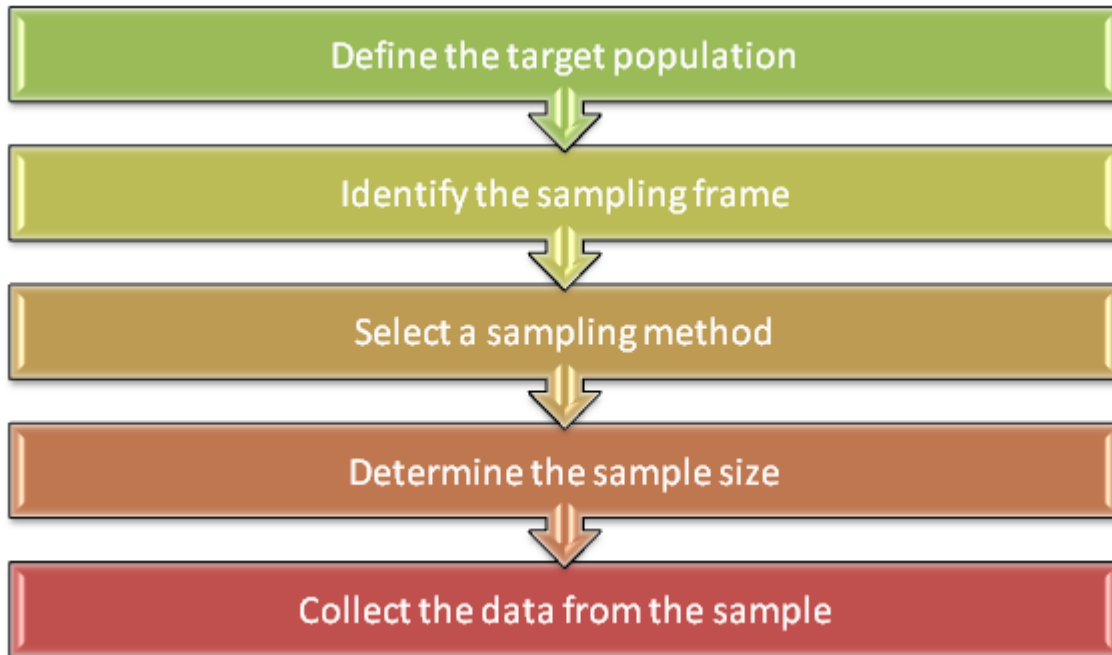 Define the target population
Identify the sampling frame
Select a sampling method
Determine the sample size
Collect the data from the sample